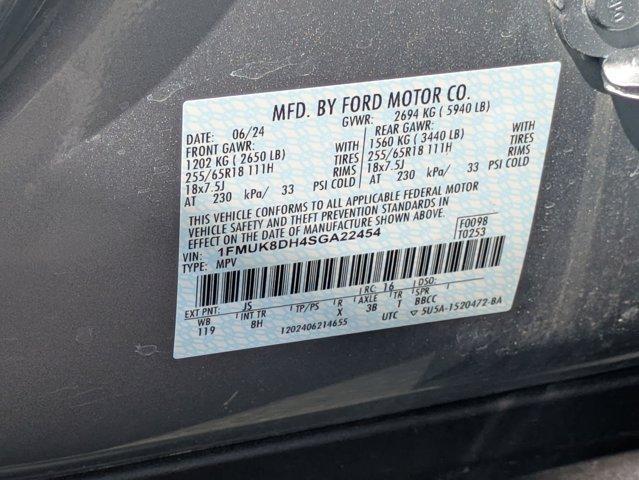 MFD. BY FORD MOTOR CO.
DATE: 06/24 GVWR: 2694 KG ( 5940 LB)
FRONT GAWR: WITH REAR GAWR: WITH
1202 KG ( 2650 LB) TIRES 1560 KG ( 3440 LB) TIRES
255/65R18 111H RIMS 255/65R18 111H RIMS
18x7.5J 18x7.5J
AT 230 kPa/ 33 PSI COLD AT 230 kPa/ 33 PSI COLD
THIS VEHICLE CONFORMS TO ALL APPLICABLE FEDERAL MOTOR
VEHICLE SAFETY AND THEFT PREVENTION STANDARDS IN
EFFECT ON THE DATE OF MANUFACTURE SHOWN ABOVE.
VIN: 1FMUK8DH4SGA22454 F0098
TYPE: MPV T0253
EXT PNT: JS RC: 16 DSO:
WB INT TR TP/PS R AXLE TR SPR
119 8H X 3B T BBCC
1202406214655 UTC ▽ 5U5A-1520472-BA